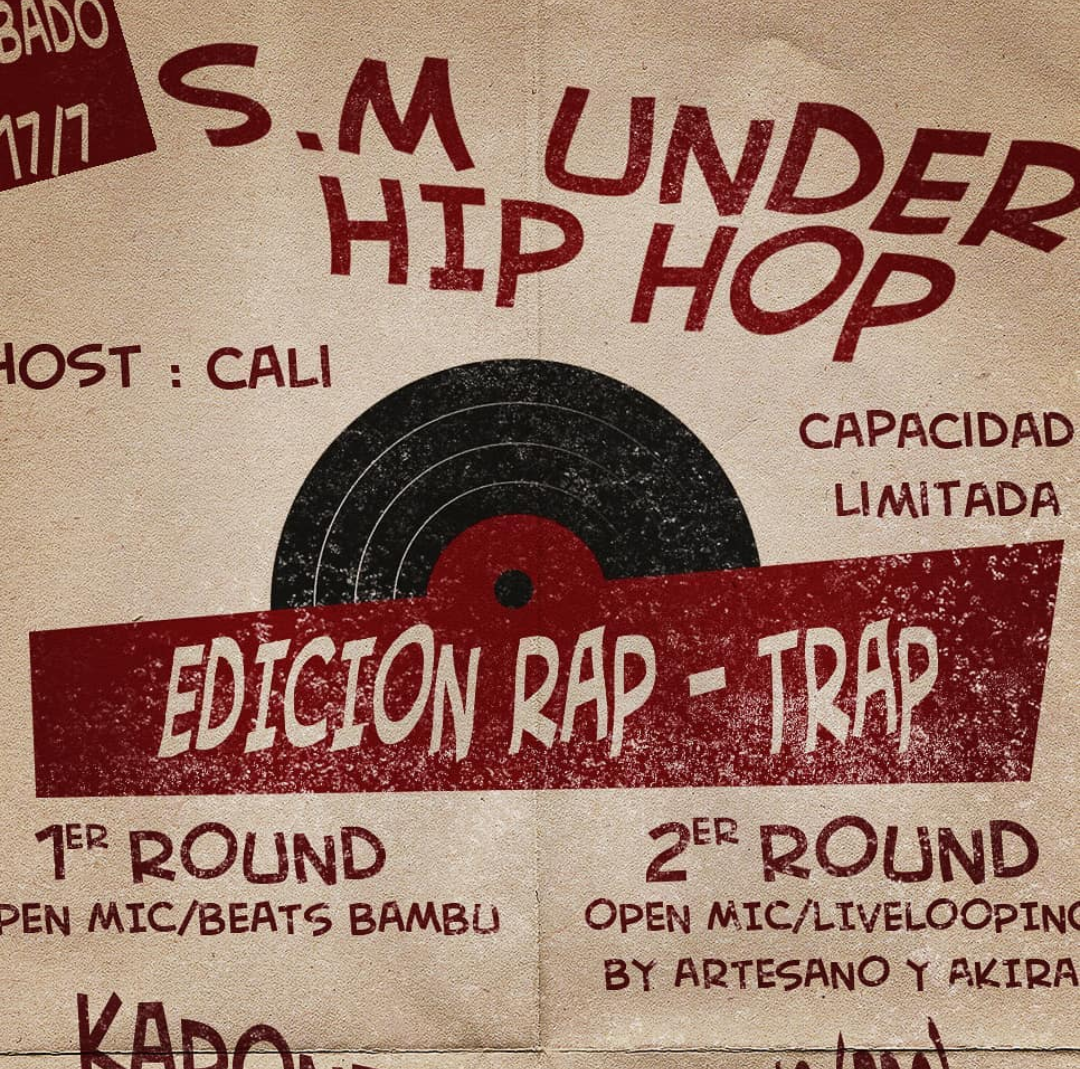 BADO
17/7
S.M UNDER
HIP HOP
HOST : CALI
CAPACIDAD
LIMITADA
EDICION RAP - TRAP
1ER ROUND
PEN MIC/BEATS BAMBU
2ER ROUND
OPEN MIC/LIVELOOPING
BY ARTESANO Y AKIRA